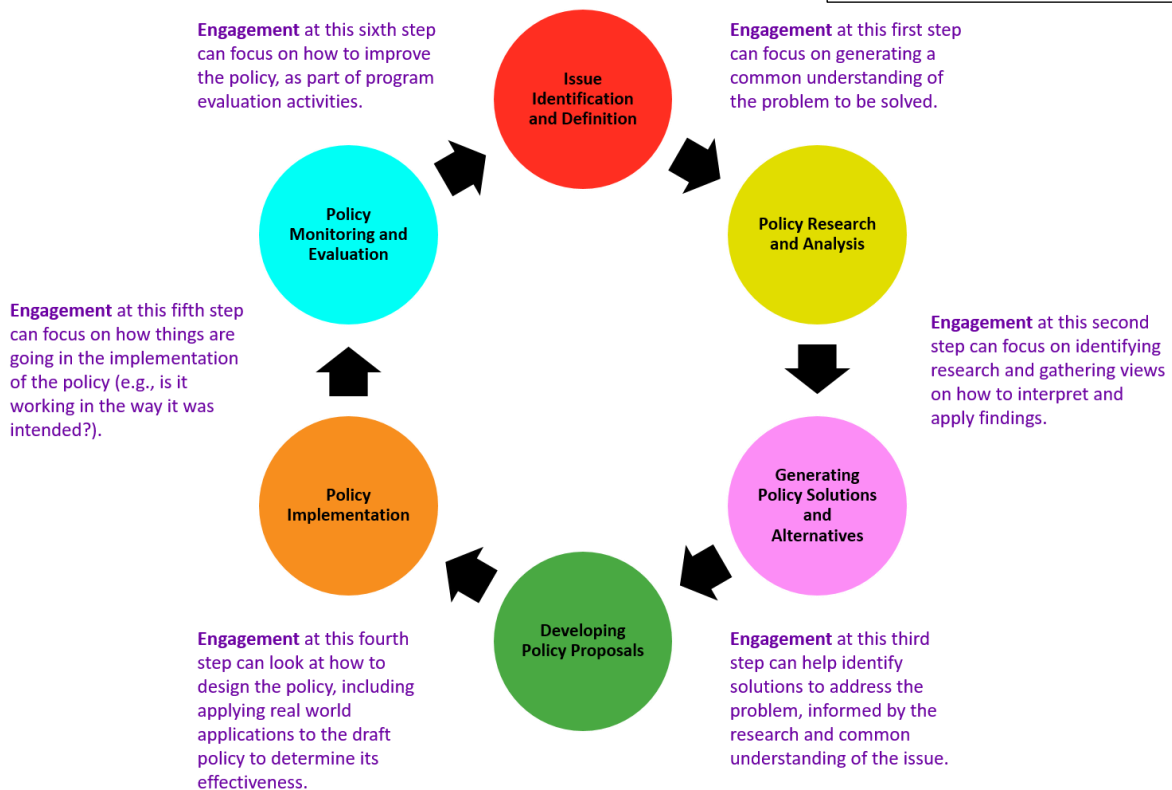 Issue
Identification
and Definition
Engagement at this first step
can focus on generating a
common understanding of
the problem to be solved.
Policy Research
and Analysis
Engagement at this second
step can focus on identifying
research and gathering views
on how to interpret and
apply findings.
Generating
Policy Solutions
and
Alternatives
Engagement at this third
step can help identify
solutions to address the
problem, informed by the
research and common
understanding of the issue.
Developing
Policy Proposals
Engagement at this fourth
step can look at how to
design the policy, including
applying real world
applications to the draft
policy to determine its
effectiveness.
Policy
Implementation
Engagement at this fifth step
can focus on how things are
going in the implementation
of the policy (e.g., is it
working in the way it was
intended?).
Policy
Monitoring and
Evaluation
Engagement at this sixth step
can focus on how to improve
the policy, as part of program
evaluation activities.